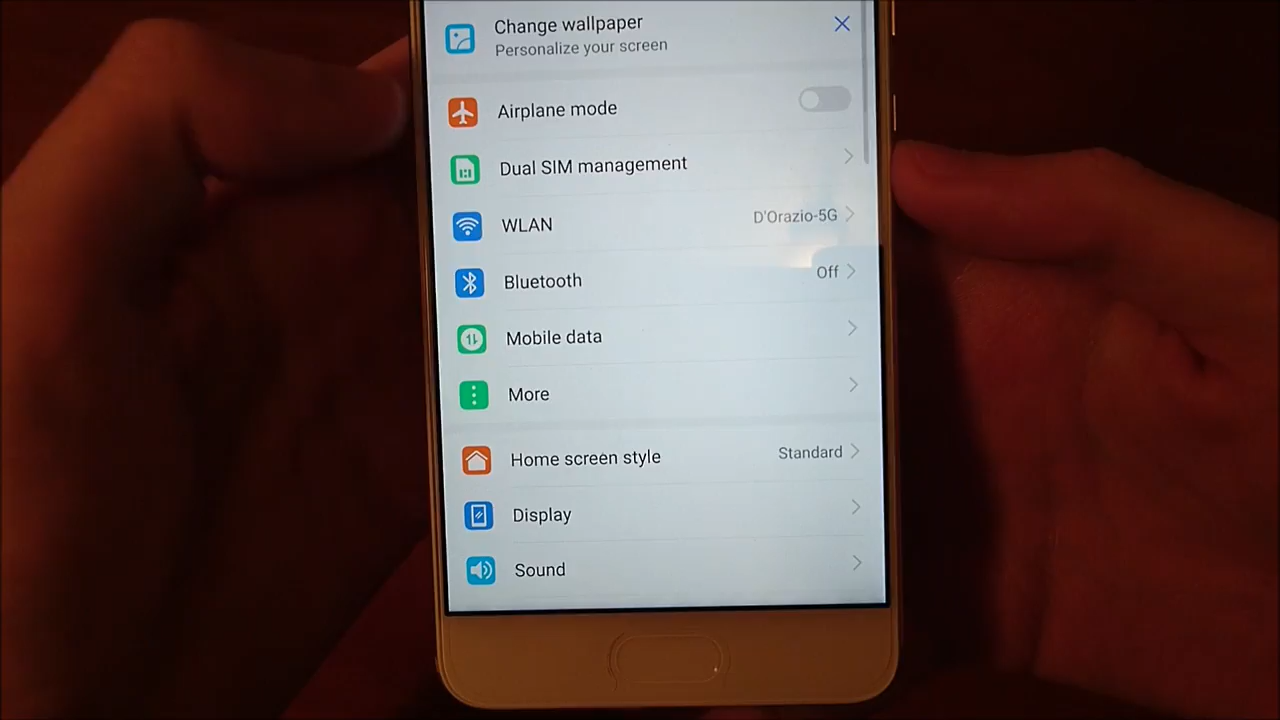 Change wallpaper
Personalize your screen
Airplane mode
Dual SIM management
WLAN D'Orazio-5G
Bluetooth Off
Mobile data
More
Home screen style Standard
Display
Sound